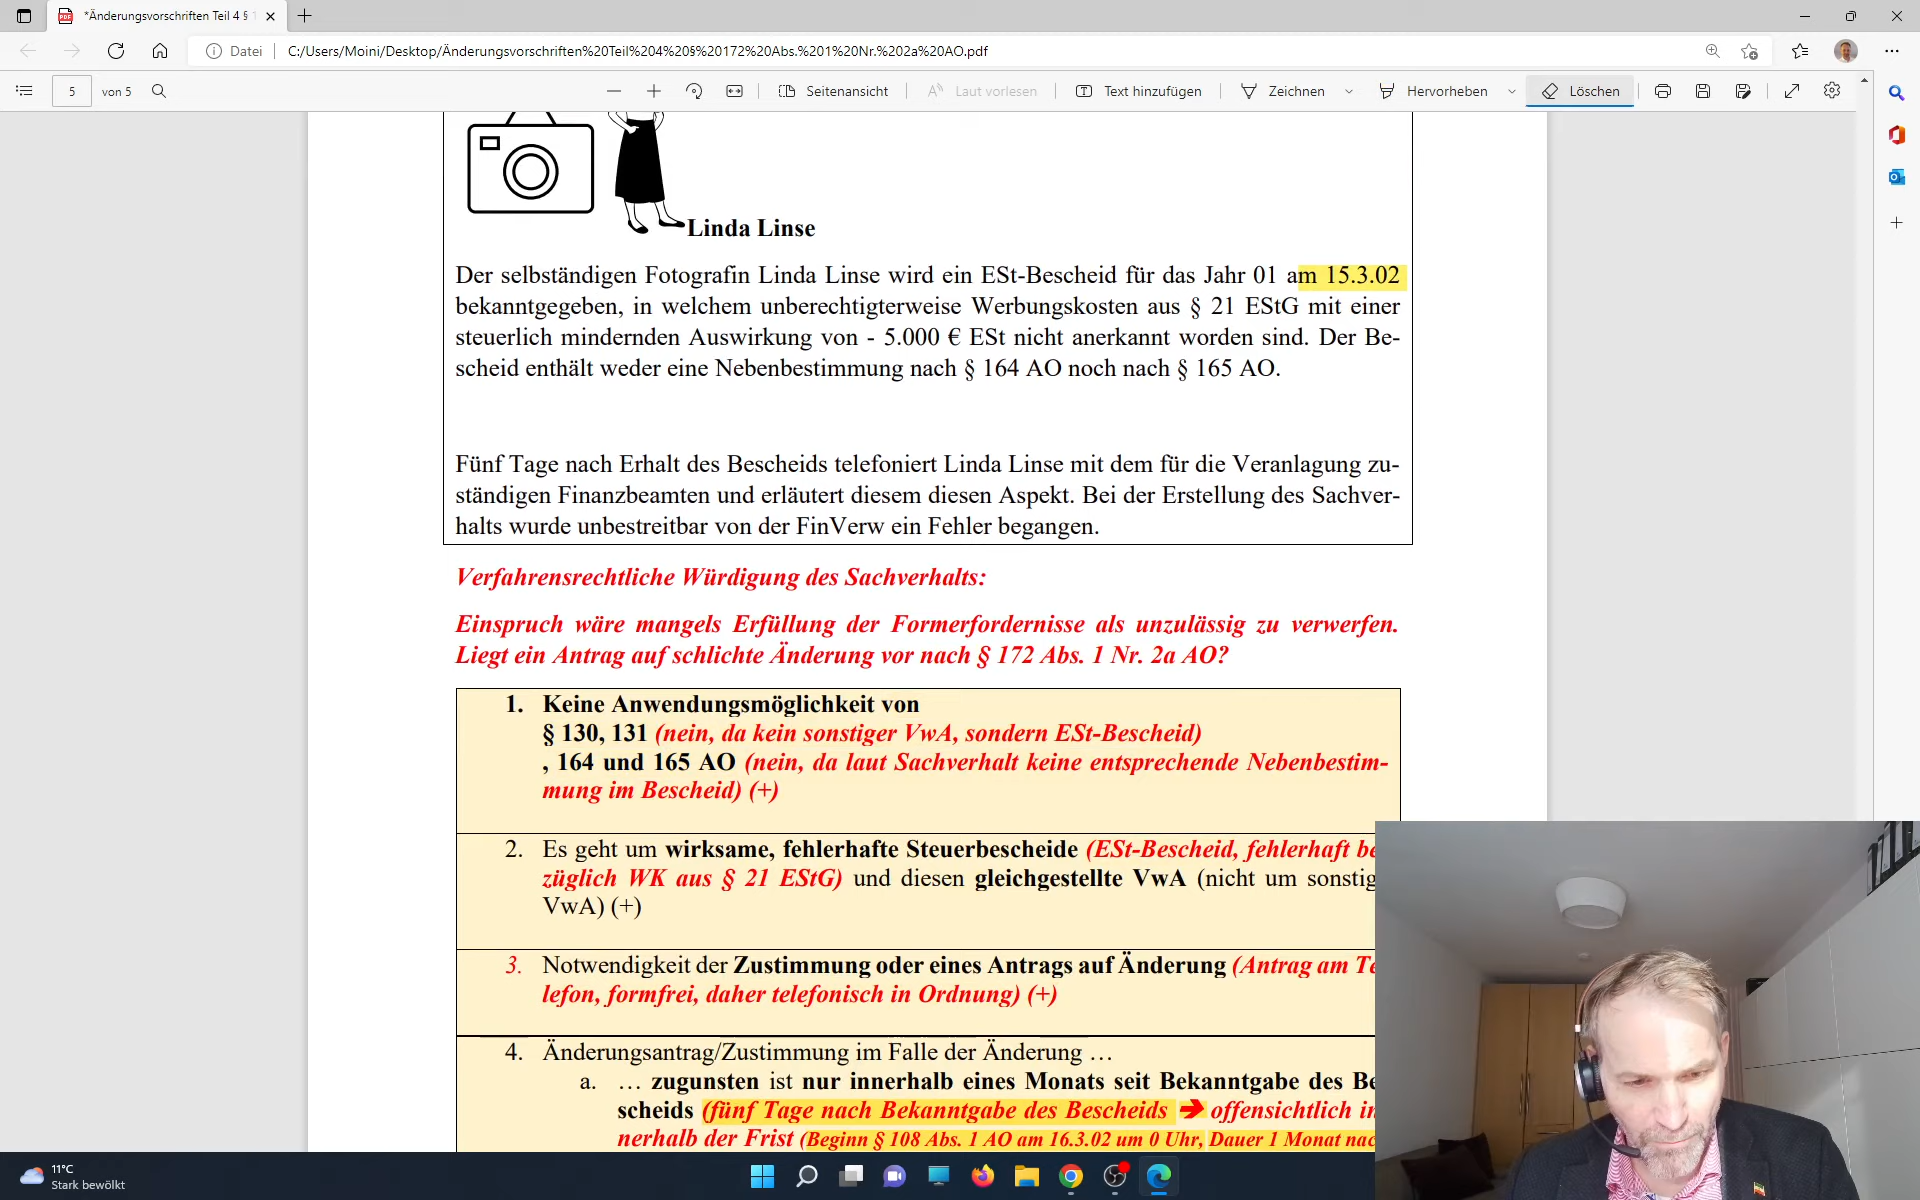 *Änderungsvorschriften Teil 4 § 1
Datei
C:/Users/Moini/Desktop/Änderungsvorschriften%20Teil%204%20§%20172%20Abs.%201%20Nr.%202a%20AO.pdf
5 von 5
Seitenansicht
Laut vorlesen
Text hinzufügen
Zeichnen
Hervorheben
Löschen
Linda Linse
Der selbständigen Fotografin Linda Linse wird ein ESt-Bescheid für das Jahr 01 am 15.3.02
bekanntgegeben, in welchem unberechtigterweise Werbungskosten aus § 21 EStG mit einer
steuerlich mindernden Auswirkung von - 5.000 € ESt nicht anerkannt worden sind. Der Be-
scheid enthält weder eine Nebenbestimmung nach § 164 AO noch nach § 165 AO.
Fünf Tage nach Erhalt des Bescheids telefoniert Linda Linse mit dem für die Veranlagung zu-
ständigen Finanzbeamten und erläutert diesem diesen Aspekt. Bei der Erstellung des Sachver-
halts wurde unbestreitbar von der FinVerw ein Fehler begangen.
Verfahrensrechtliche Würdigung des Sachverhalts:
Einspruch wäre mangels Erfüllung der Formerfordernisse als unzulässig zu verwerfen.
Liegt ein Antrag auf schlichte Änderung vor nach § 172 Abs. 1 Nr. 2a AO?
1. Keine Anwendungsmöglichkeit von
§ 130, 131 (nein, da kein sonstiger VwA, sondern ESt-Bescheid)
, 164 und 165 AO (nein, da laut Sachverhalt keine entsprechende Nebenbestim-
mung im Bescheid) (+)
2. Es geht um wirksame, fehlerhafte Steuerbescheide (ESt-Bescheid, fehlerhaft be
züglich WK aus § 21 EStG) und diesen gleichgestellte VwA (nicht um sonstig
VwA) (+)
3. Notwendigkeit der Zustimmung oder eines Antrags auf Änderung (Antrag am Te
lefon, formfrei, daher telefonisch in Ordnung) (+)
4. Änderungsantrag/Zustimmung im Falle der Änderung …
a. … zugunsten ist nur innerhalb eines Monats seit Bekanntgabe des Be
scheids (fünf Tage nach Bekanntgabe des Bescheids ➔ offensichtlich in
nerhalb der Frist (Beginn § 108 Abs. 1 AO am 16.3.02 um 0 Uhr, Dauer 1 Monat nac
11°C
Stark bewölkt